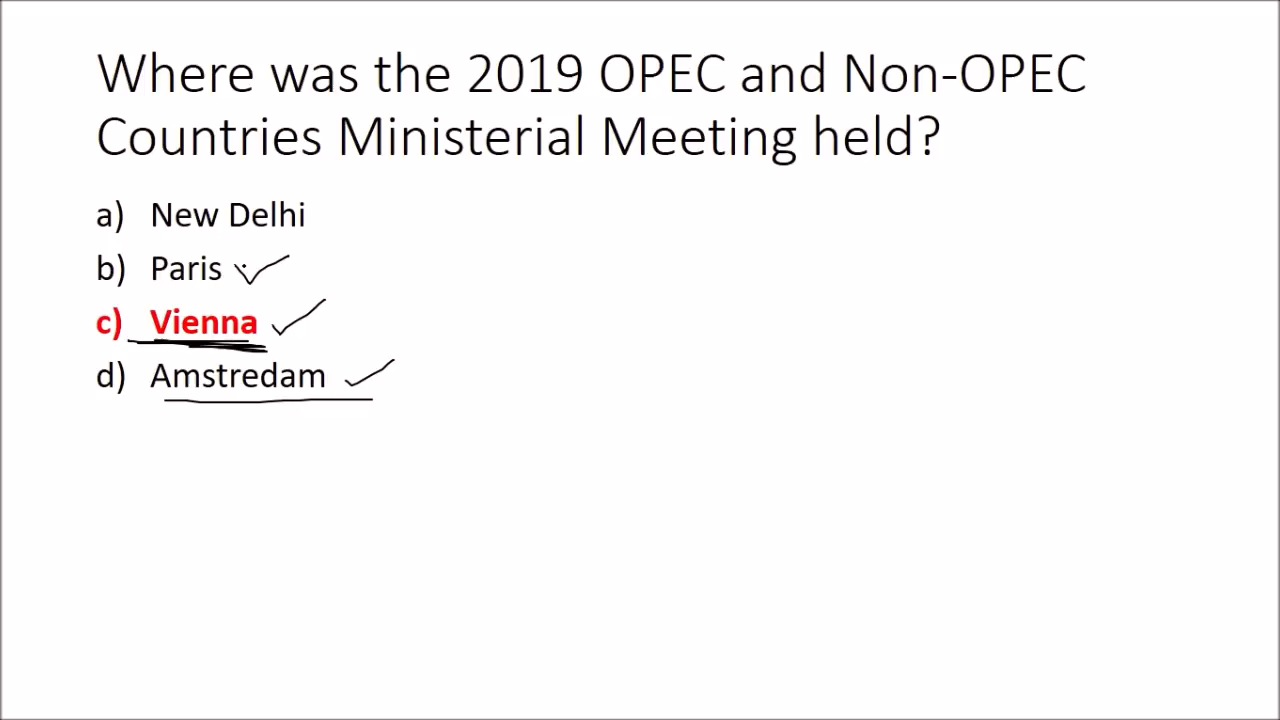 Where was the 2019 OPEC and Non-OPEC
Countries Ministerial Meeting held?
a) New Delhi
b) Paris
c) Vienna
d) Amstredam